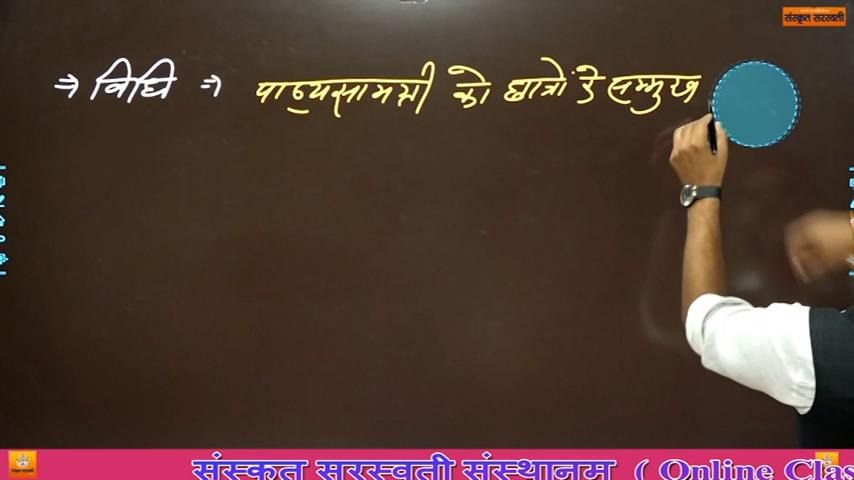 संस्कृत सरस्वती
⇒ विधि ⇒ पाठ्यसामग्री को छात्रों के सम्मुख
संस्कृत सरस्वती संस्थानम् ( Online Clas